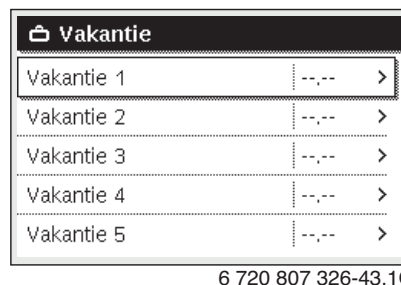 Vakantie
Vakantie 1 --.-- >
Vakantie 2 --.-- >
Vakantie 3 --.-- >
Vakantie 4 --.-- >
Vakantie 5 --.-- >
6 720 807 326-43.1